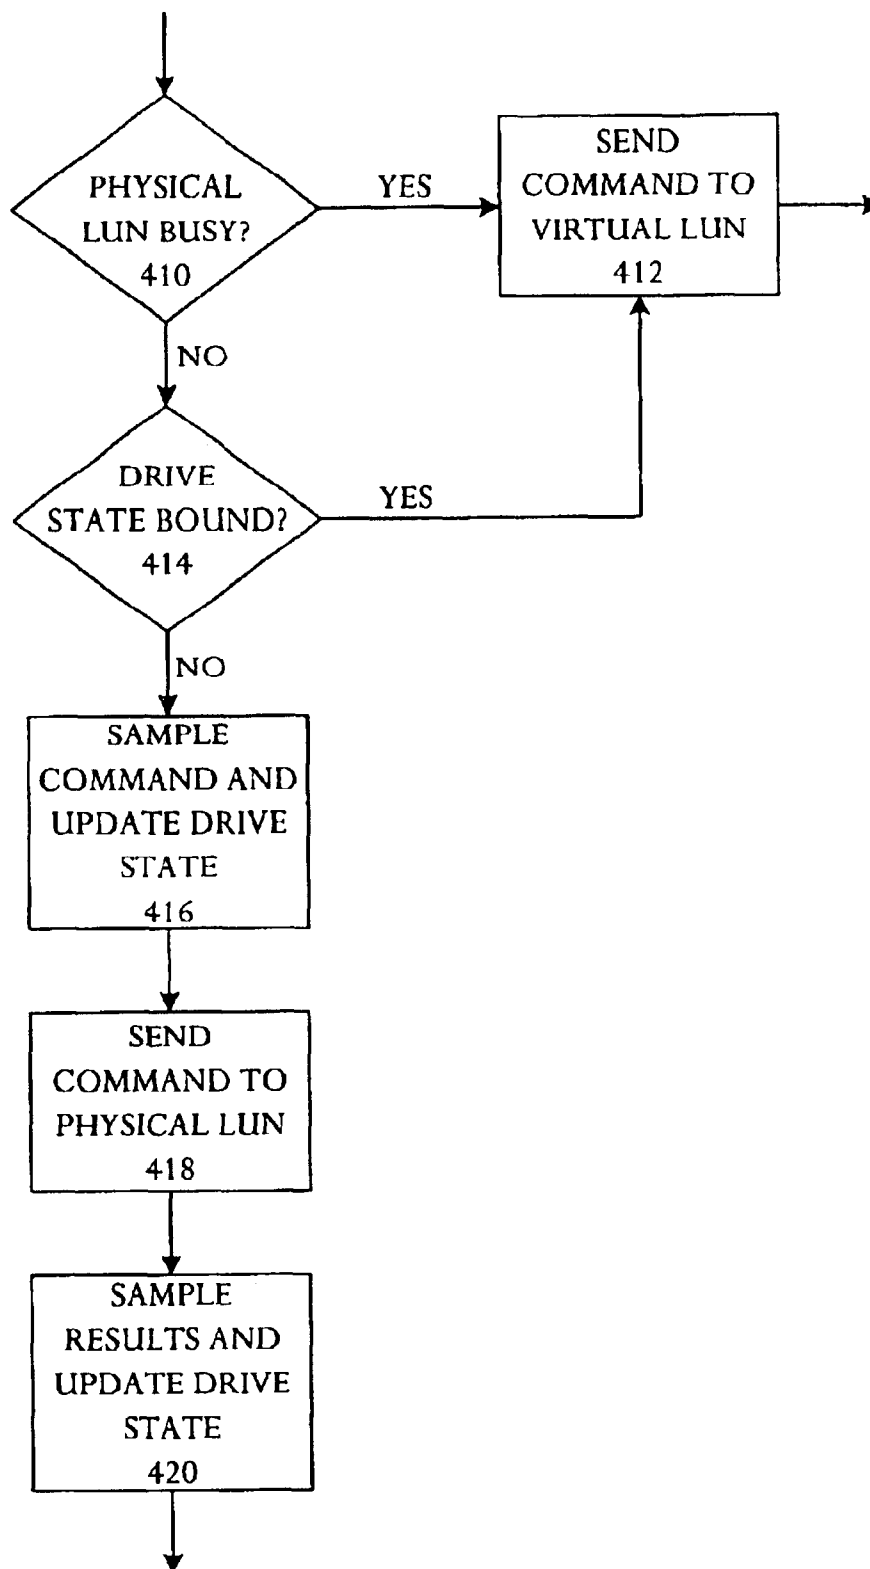 PHYSICAL
LUN BUSY?
410
YES
SEND
COMMAND TO
VIRTUAL LUN
412
NO
DRIVE
STATE BOUND?
414
YES
NO
SAMPLE
COMMAND AND
UPDATE DRIVE
STATE
416
SEND
COMMAND TO
PHYSICAL LUN
418
SAMPLE
RESULTS AND
UPDATE DRIVE
STATE
420